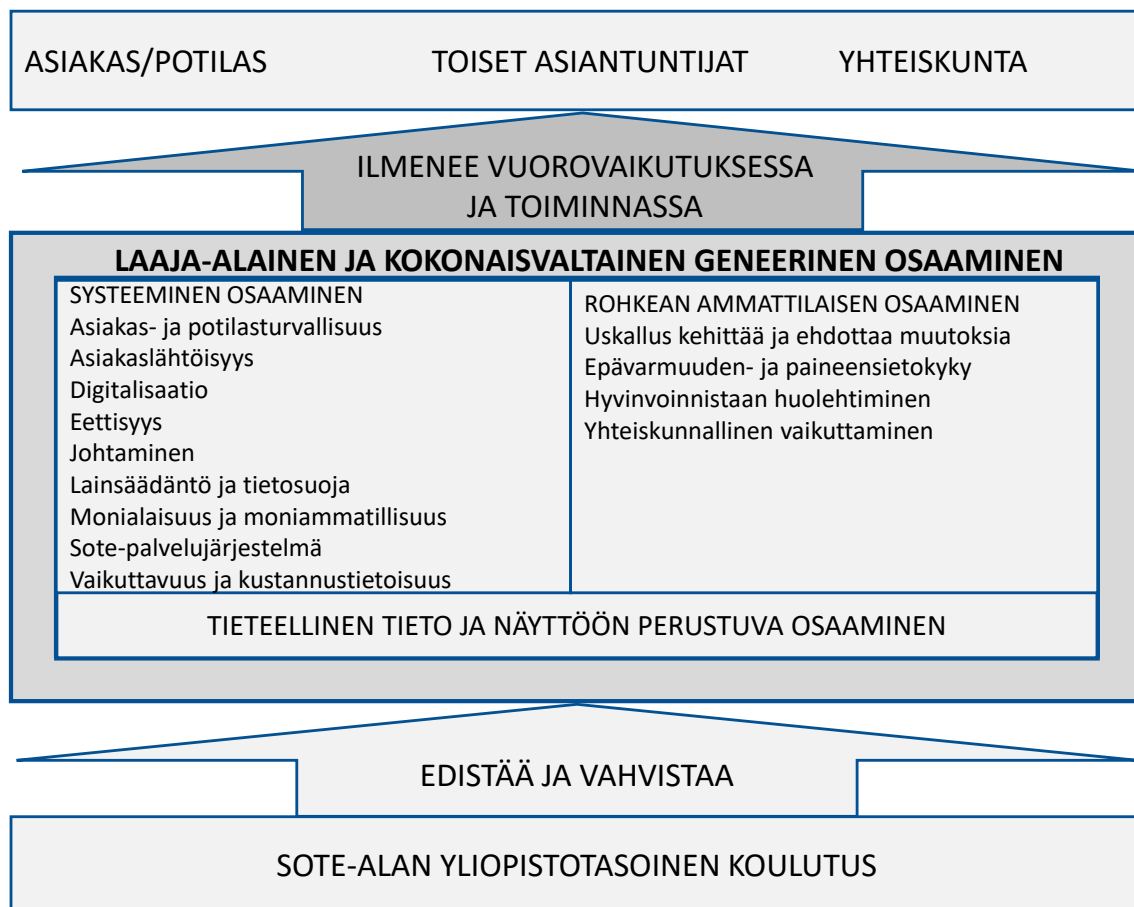 ASIAKAS/POTILAS TOISET ASIANTUNTIJAT YHTEISKUNTA
ILMENEE VUOROVAIKUTUKSESSA
JA TOIMINNASSA
LAAJA-ALAINEN JA KOKONAISVALTAINEN GENEERINEN OSAAMINEN
SYSTEEMINEN OSAAMINEN
Asiakas- ja potilasturvallisuus
Asiakaslähtöisyys
Digitalisaatio
Eettisyys
Johtaminen
Lainsäädäntö ja tietosuoja
Monialaisuus ja moniammatillisuus
Sote-palvelujärjestelmä
Vaikuttavuus ja kustannustietoisuus
ROHKEAN AMMATTILAISEN OSAAMINEN
Uskallus kehittää ja ehdottaa muutoksia
Epävarmuuden- ja paineensietokyky
Hyvinvoinnistaan huolehtiminen
Yhteiskunnallinen vaikuttaminen
TIETEELLINEN TIETO JA NÄYTTÖÖN PERUSTUVA OSAAMINEN
EDISTÄÄ JA VAHVISTAA
SOTE-ALAN YLIOPISTOTASOINEN KOULUTUS